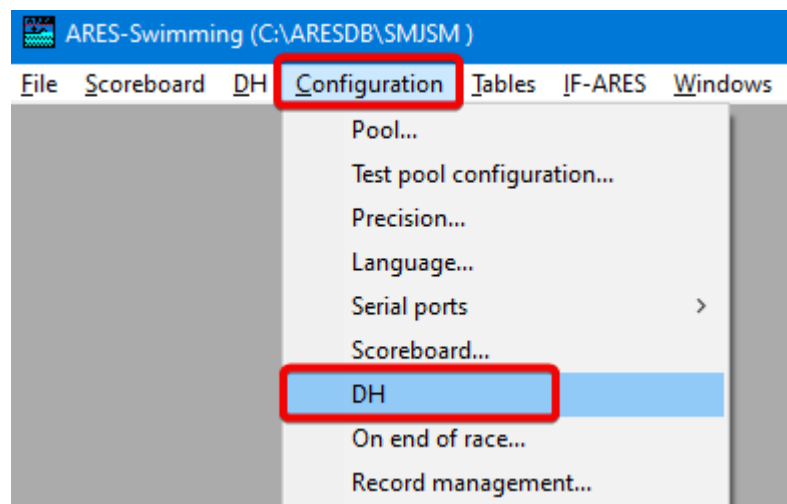 ARES-Swimming (C:\ARESDB\SMJSM )
File Scoreboard DH Configuration Tables IF-ARES Windows
Pool...
Test pool configuration...
Precision...
Language...
Serial ports >
Scoreboard...
DH
On end of race...
Record management...